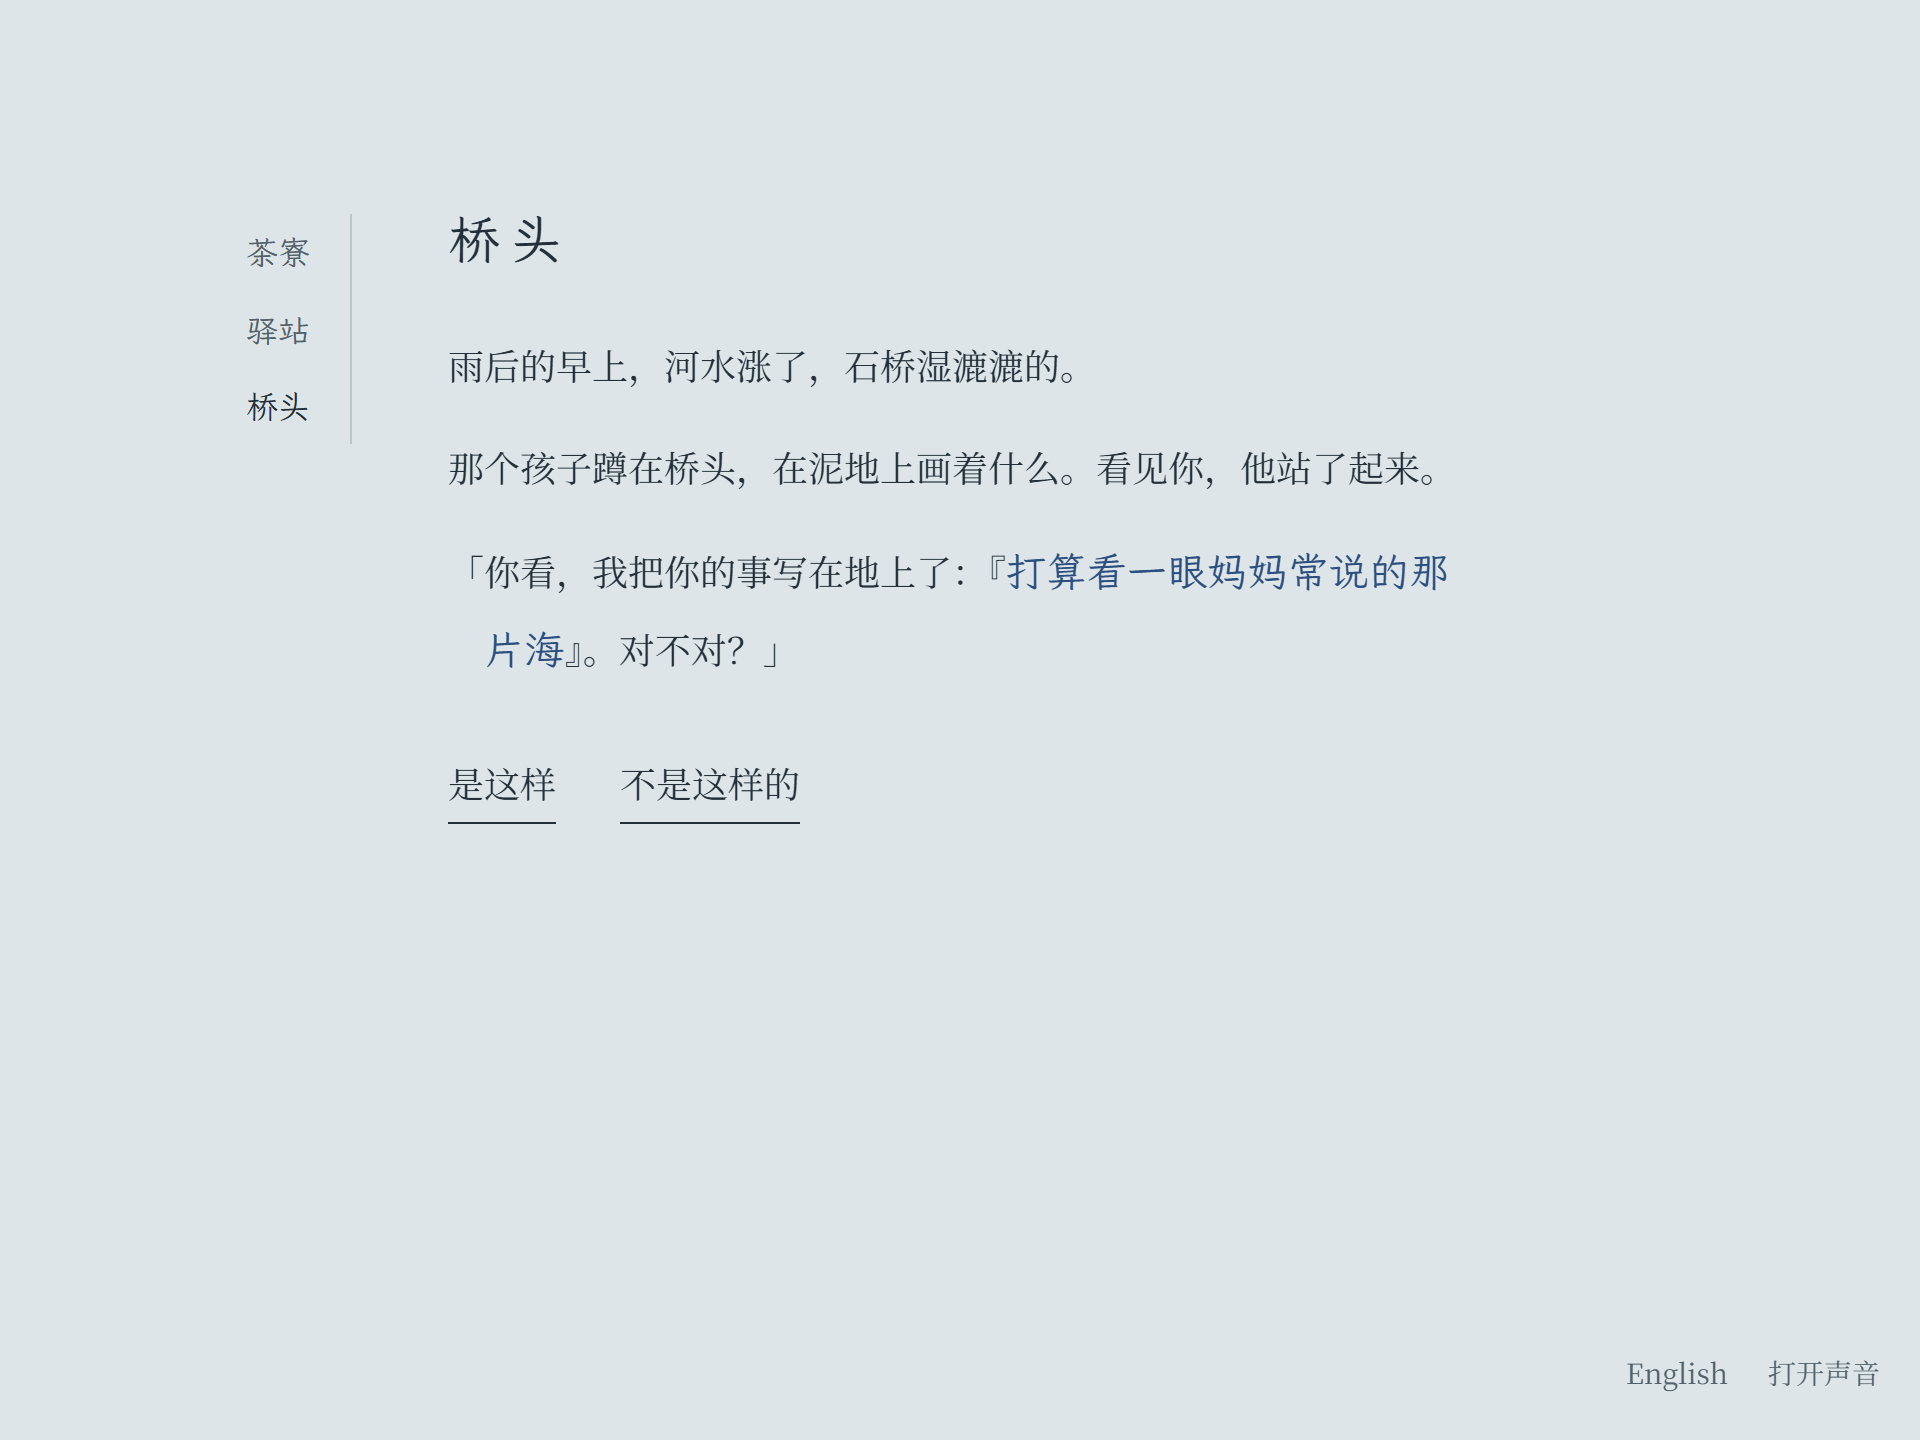 茶寮
驿站
桥头
桥头
雨后的早上，河水涨了，石桥湿漉漉的。
那个孩子蹲在桥头，在泥地上画着什么。看见你，他站了起来。
「你看，我把你的事写在地上了：『打算看一眼妈妈常说的那
片海』。对不对？」
是这样 不是这样的
English 打开声音